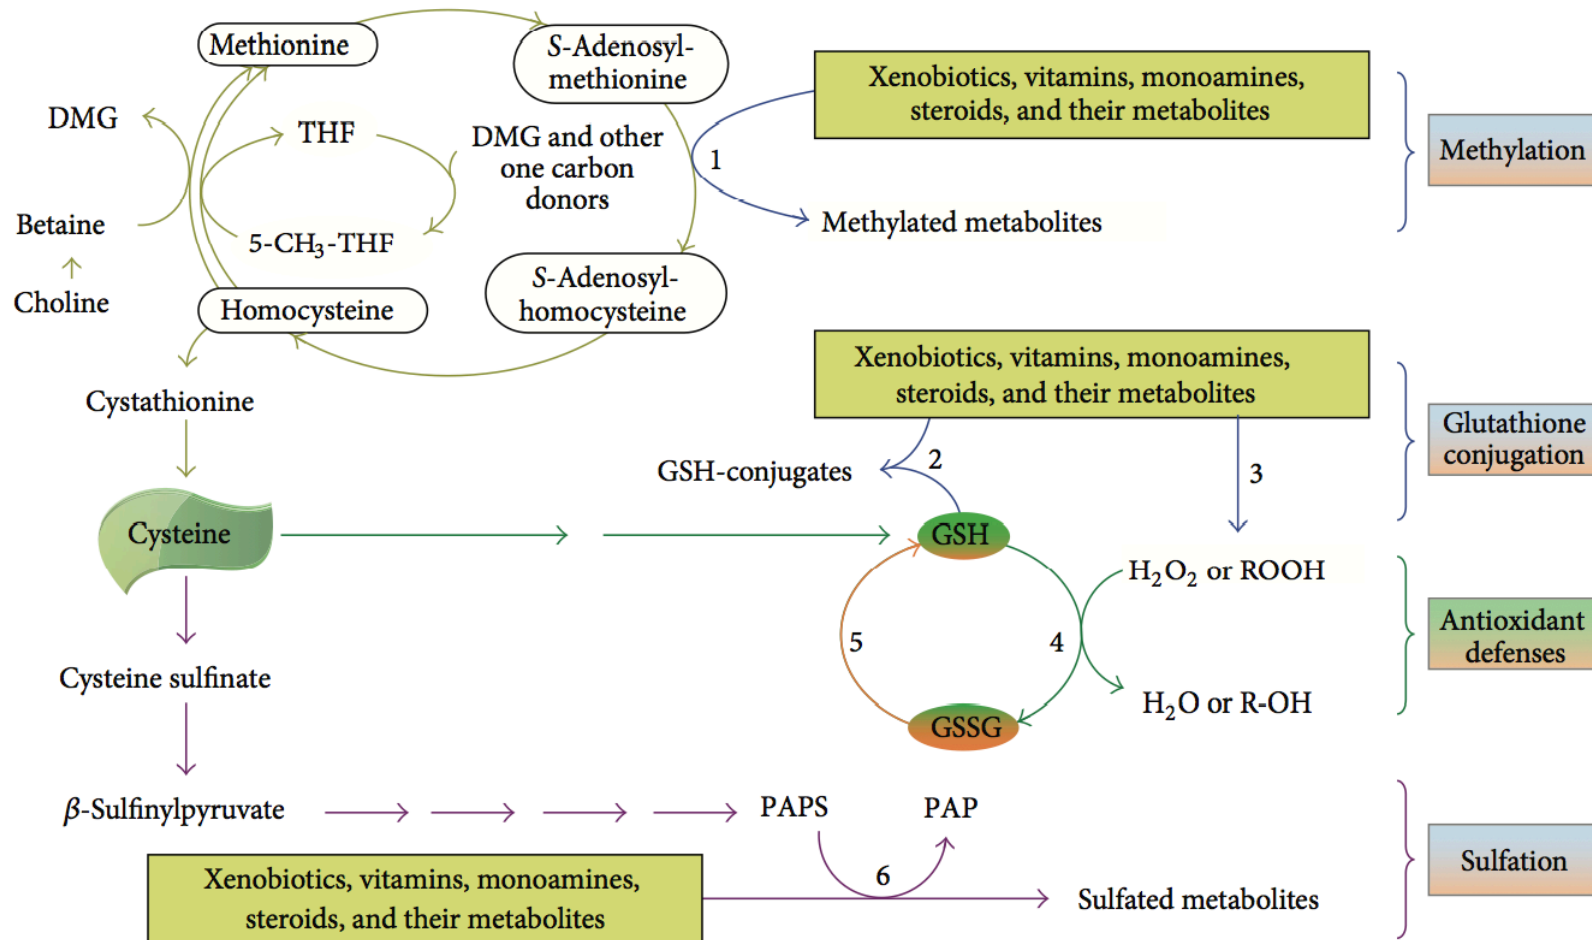 Methionine
S-Adenosyl-
methionine
Xenobiotics, vitamins, monoamines,
steroids, and their metabolites
Methylation
DMG
THF
DMG and other
one carbon
donors
1
Betaine
5-CH₃-THF
Methylated metabolites
Choline
Homocysteine
S-Adenosyl-
homocysteine
Xenobiotics, vitamins, monoamines,
steroids, and their metabolites
Glutathione
conjugation
Cystathionine
GSH-conjugates
2
3
Cysteine
GSH
H₂O₂ or ROOH
Antioxidant
defenses
5
4
Cysteine sulfinate
GSSG
H₂O or R-OH
β-Sulfinylpyruvate
PAPS
PAP
Sulfation
Xenobiotics, vitamins, monoamines,
steroids, and their metabolites
6
Sulfated metabolites